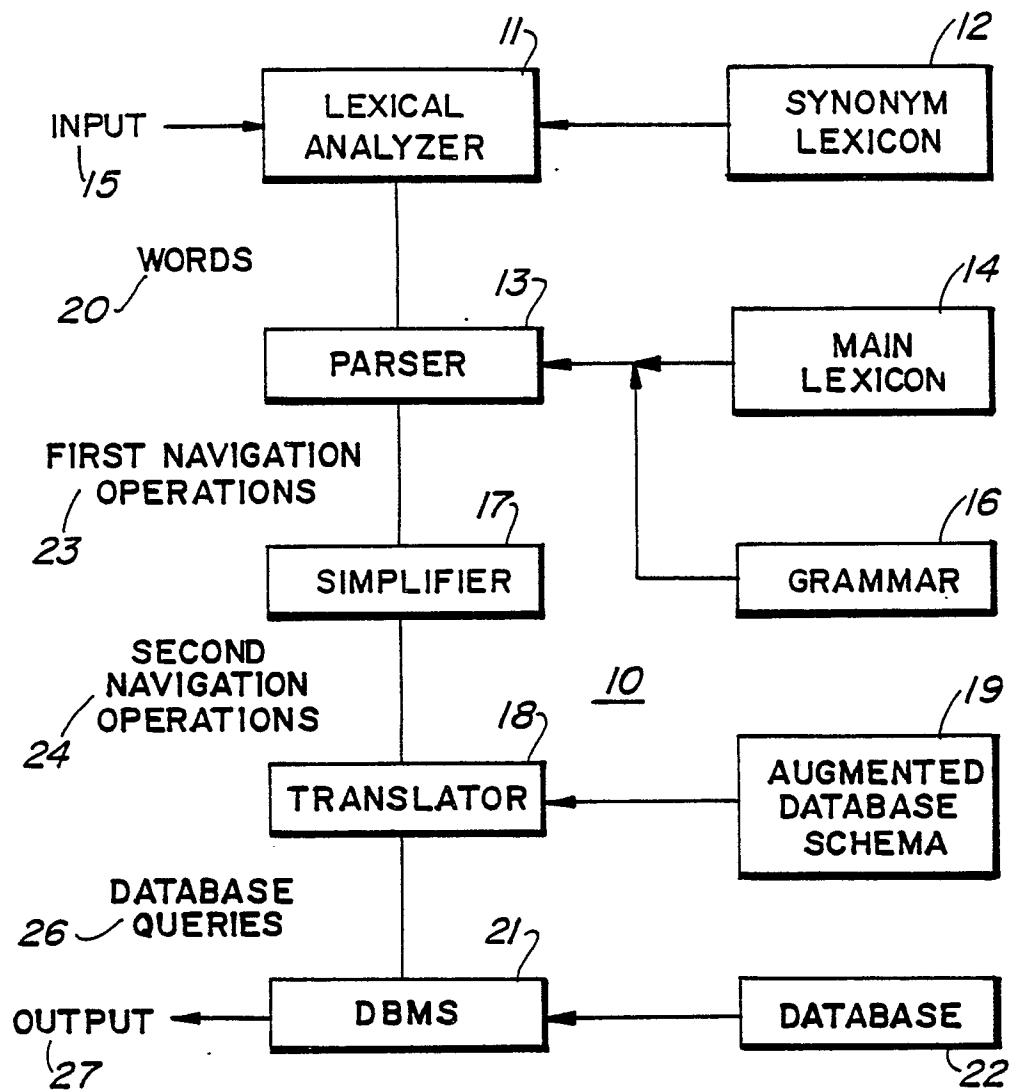 11
12
LEXICAL
ANALYZER
SYNONYM
LEXICON
INPUT
15
WORDS
20
13
14
PARSER
MAIN
LEXICON
FIRST NAVIGATION
OPERATIONS
23
17
16
SIMPLIFIER
GRAMMAR
SECOND
NAVIGATION
OPERATIONS
24
10
18
19
TRANSLATOR
AUGMENTED
DATABASE
SCHEMA
DATABASE
QUERIES
26
21
DBMS
DATABASE
22
OUTPUT
27